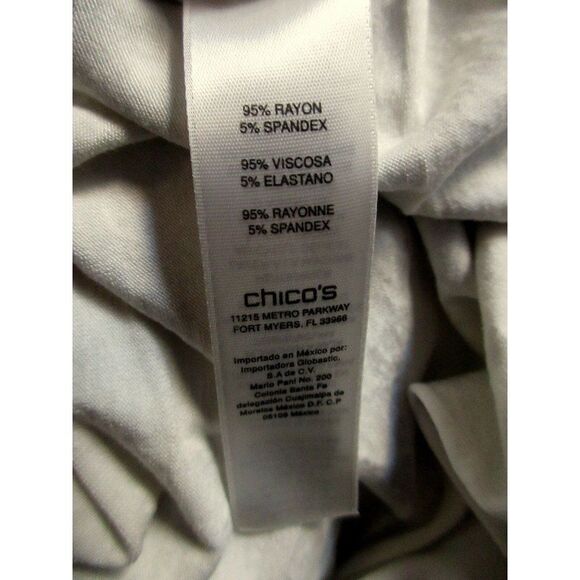 95% RAYON
5% SPANDEX
95% VISCOSA
5% ELASTANO
95% RAYONNE
5% SPANDEX
chico's
11215 METRO PARKWAY
FORT MYERS, FL 33966
Importado en México por:
Importadora Globastic,
S.A de C.V.
Mario Pani No. 200
Colonia Santa Fe
delegación Cuajimalpa de
Morelos México D.F. C.P
05109 México